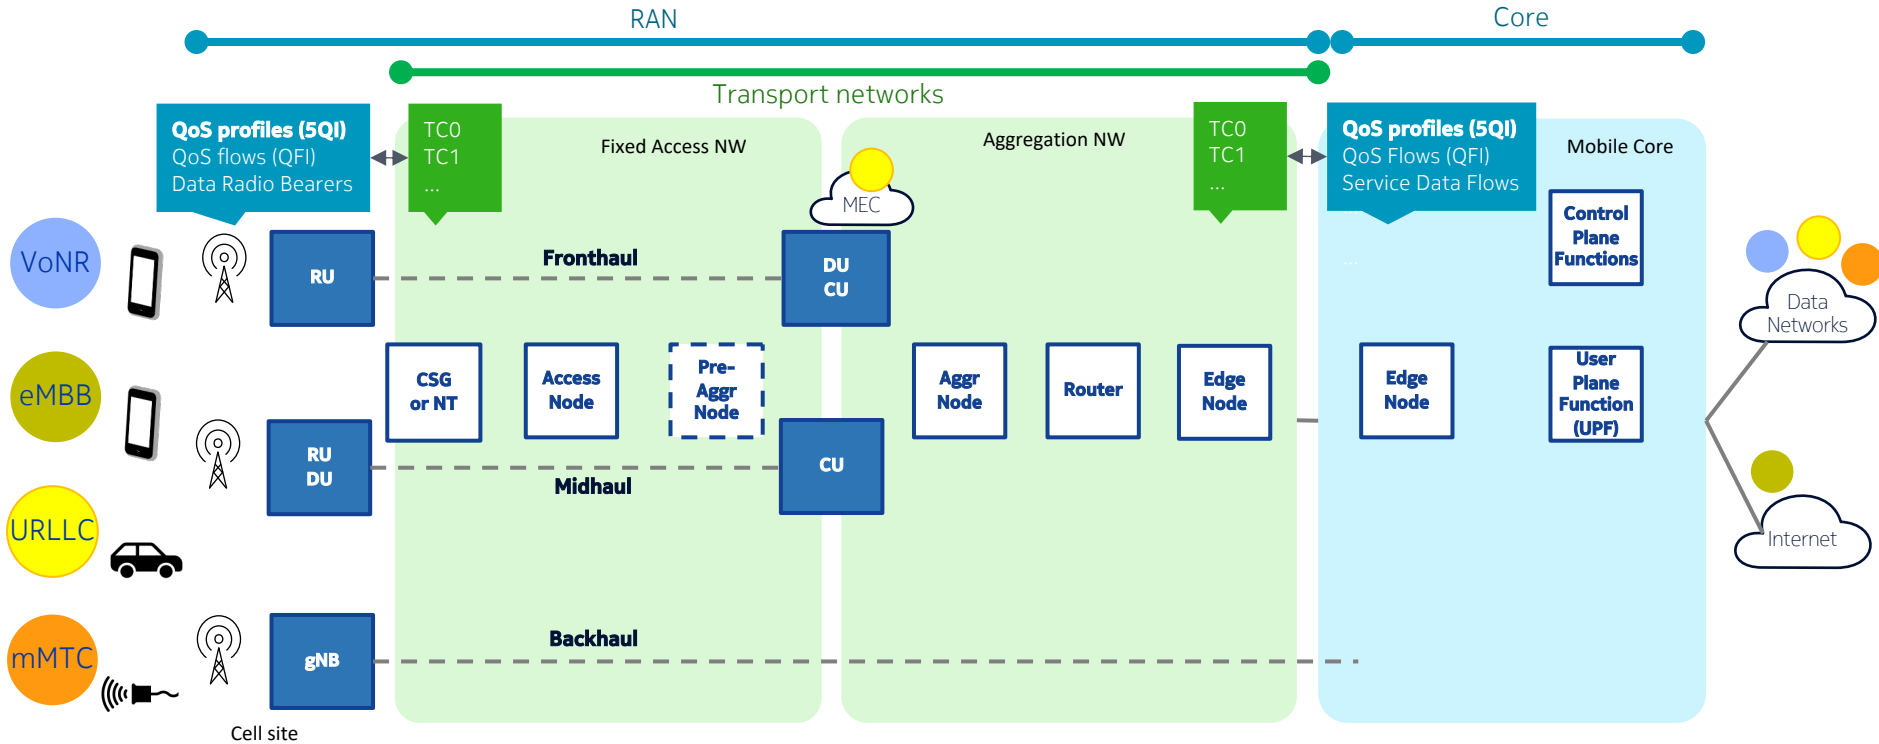 RAN
Core
Transport networks
QoS profiles (5QI)
QoS flows (QFI)
Data Radio Bearers
TC0
TC1
...
Fixed Access NW
Aggregation NW
TC0
TC1
...
QoS profiles (5QI)
QoS Flows (QFI)
Service Data Flows
...
...
Mobile Core
MEC
Control
Plane
Functions
VoNR
RU
Fronthaul
DU
CU
Data
Networks
eMBB
CSG
or NT
Access
Node
Pre-
Aggr
Node
Aggr
Node
Router
Edge
Node
Edge
Node
User
Plane
Function
(UPF)
RU
DU
Midhaul
CU
URLLC
Internet
mMTC
gNB
Backhaul
Cell site